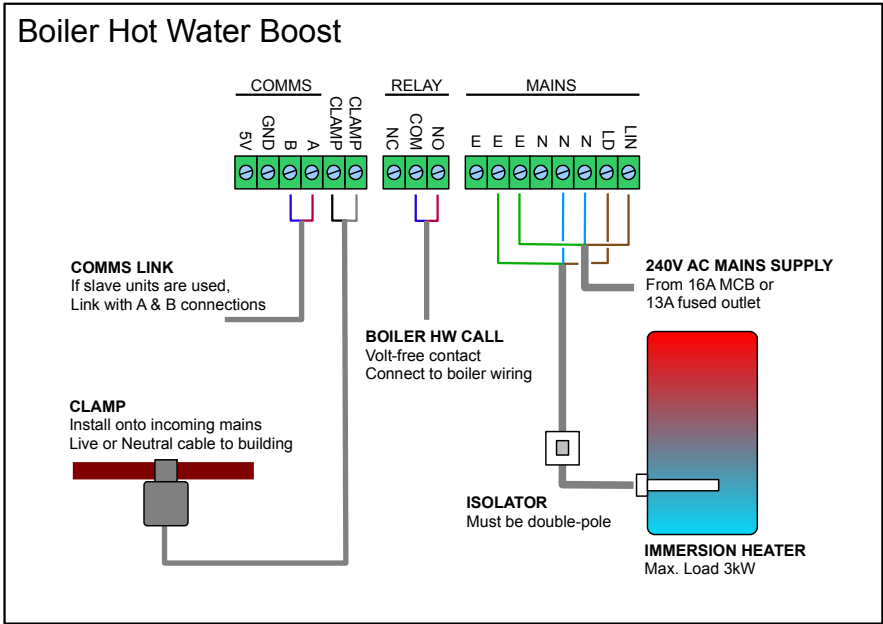 Boiler Hot Water Boost
COMMS
RELAY
MAINS
5V
GND
B
A
CLAMP
CLAMP
NC
COM
NO
E
E
E
N
N
N
LD
LIN
COMMS LINK
If slave units are used,
Link with A & B connections
240V AC MAINS SUPPLY
From 16A MCB or
13A fused outlet
BOILER HW CALL
Volt-free contact
Connect to boiler wiring
CLAMP
Install onto incoming mains
Live or Neutral cable to building
ISOLATOR
Must be double-pole
IMMERSION HEATER
Max. Load 3kW